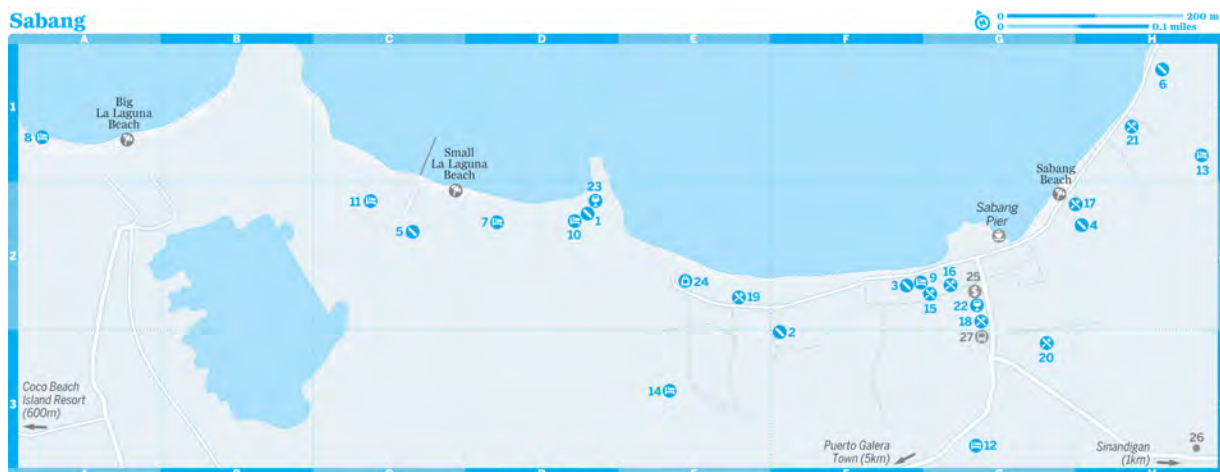 Sabang
0 200 m
0 0.1 miles
A B C D E F G H
1
Big
La Laguna
Beach
8
Small
La Laguna
Beach
6
21
13
Sabang
Beach
17
4
Sabang
Pier
23
11
5
7
10
1
2
24
19
3
9
16
15
25
22
18
27
20
2
14
3
Coco Beach
Island Resort
(600m)
Puerto Galera
Town (5km)
12
Sinandigan
(1km)
26
A B C D E F G H